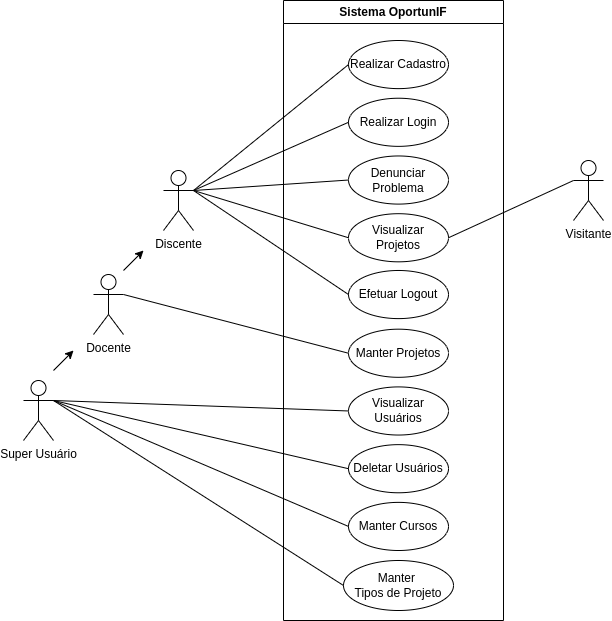 Sistema OportunIF
Realizar Cadastro
Realizar Login
Denunciar
Problema
Visualizar
Projetos
Efetuar Logout
Manter Projetos
Visualizar
Usuários
Deletar Usuários
Manter Cursos
Manter
Tipos de Projeto
Discente
Docente
Super Usuário
Visitante